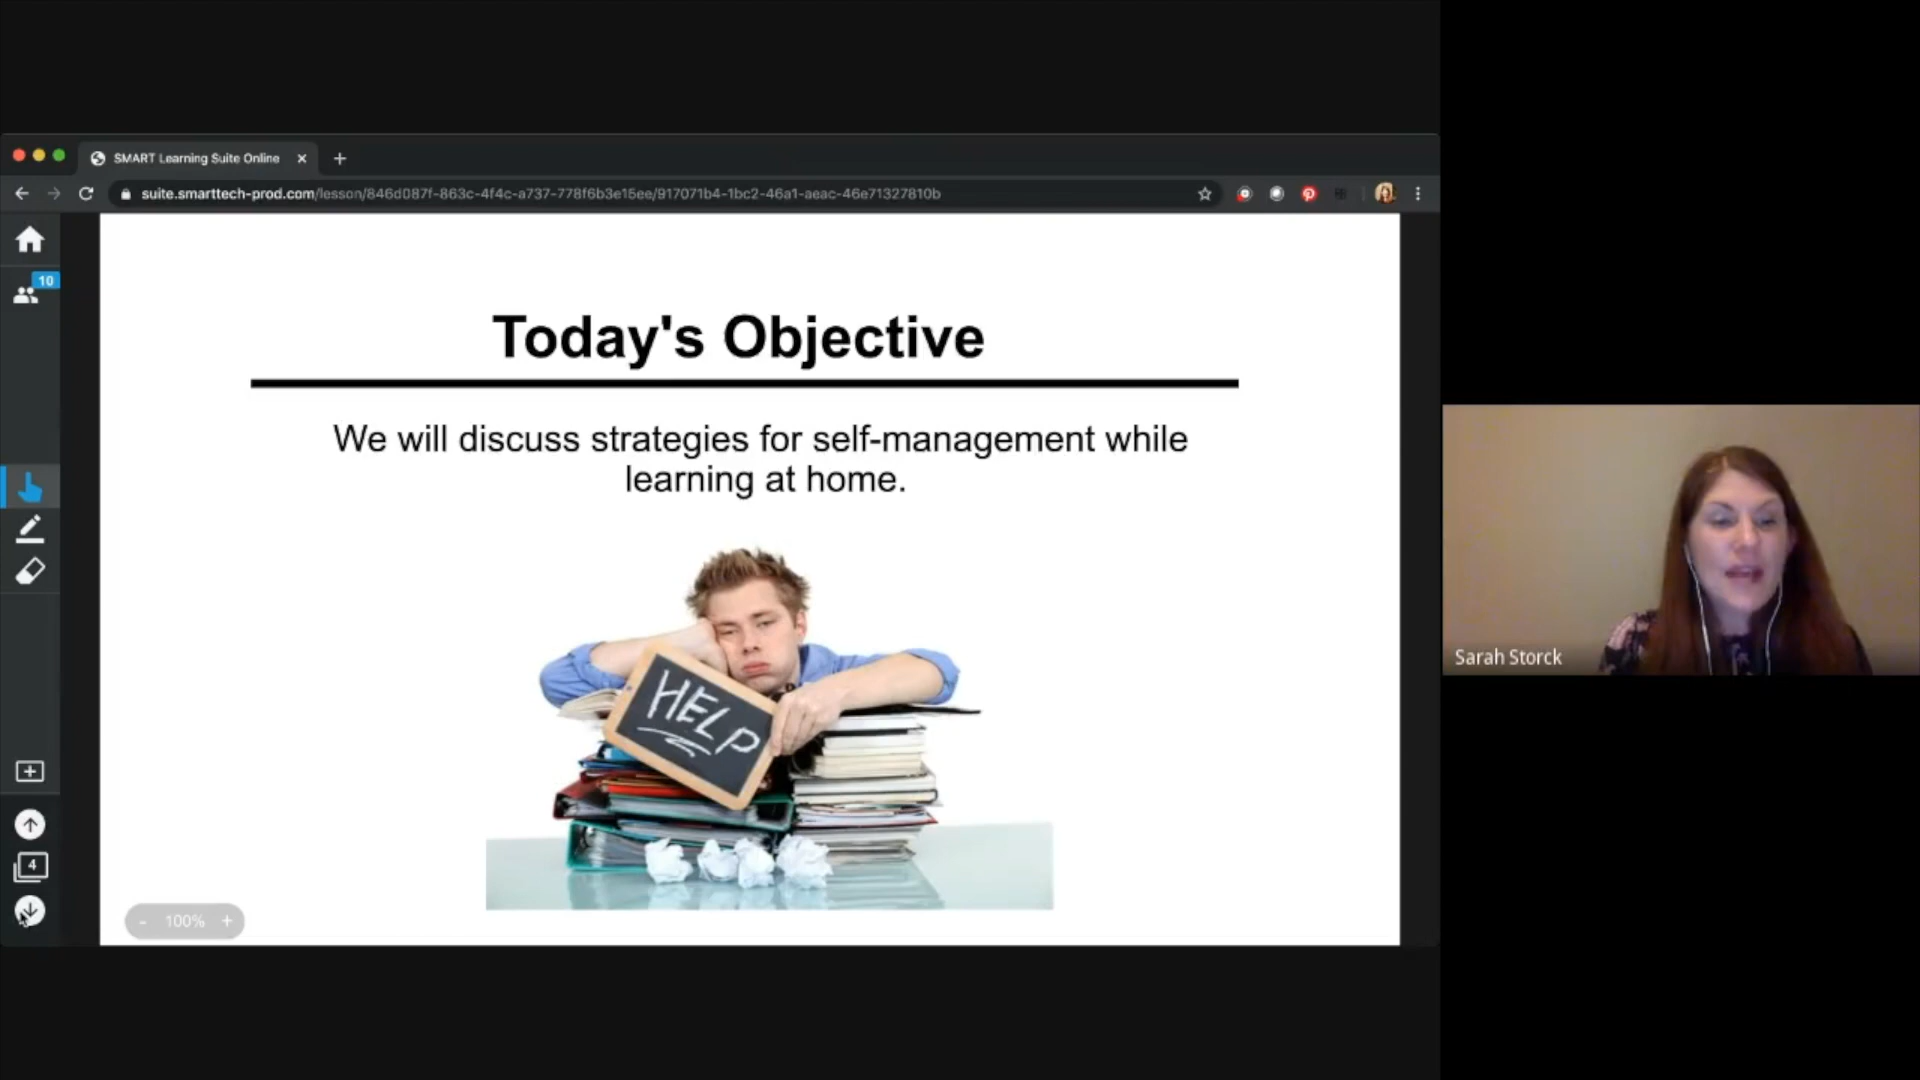 SMART Learning Suite Online
suite.smarttech-prod.com/lesson/846d087f-863c-4f4c-a737-778f6b3e15ee/917071b4-1bc2-46a1-aeac-46e71327810b
10
Today's Objective
We will discuss strategies for self-management while
learning at home.
HELP
Sarah Storck
4
- 100% +